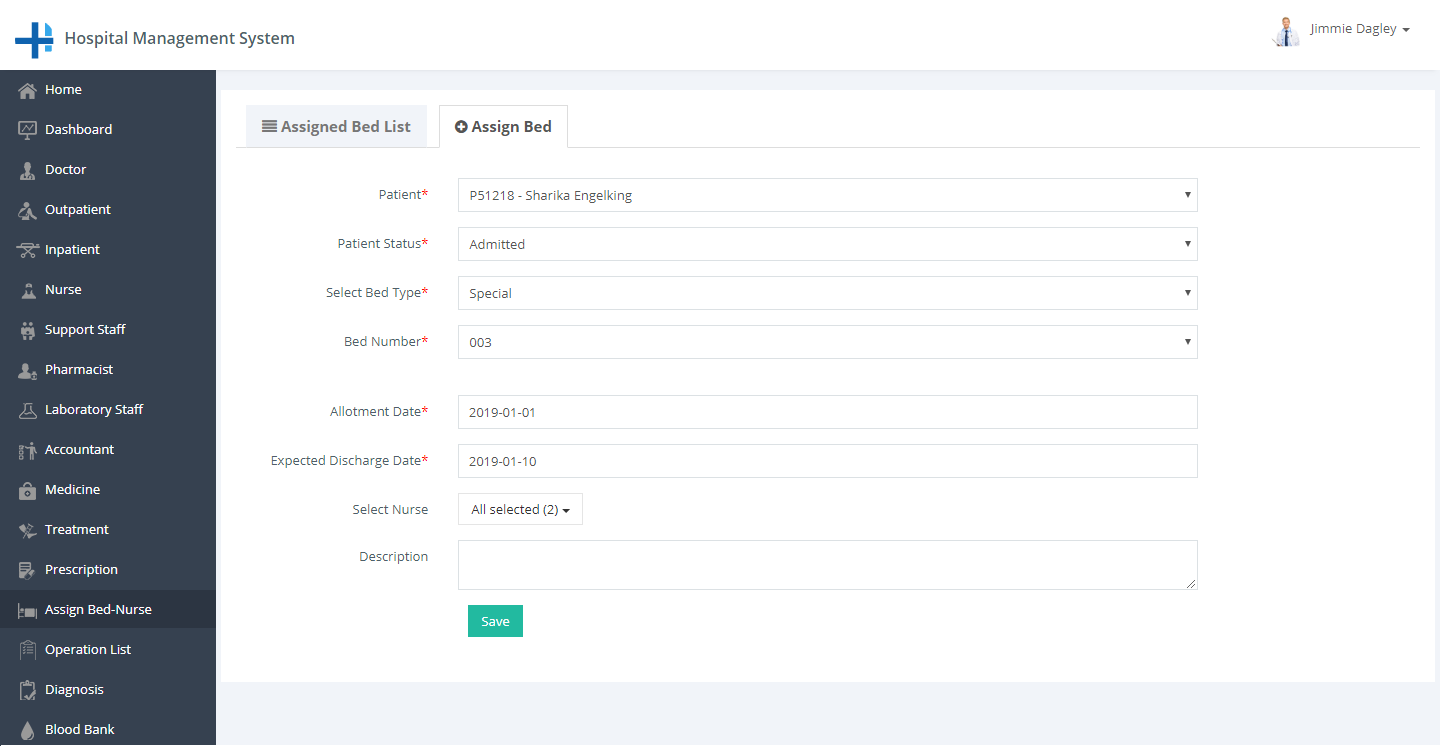 Hospital Management System
Jimmie Dagley
Home
Dashboard
Doctor
Outpatient
Inpatient
Nurse
Support Staff
Pharmacist
Laboratory Staff
Accountant
Medicine
Treatment
Prescription
Assign Bed-Nurse
Operation List
Diagnosis
Blood Bank
Assigned Bed List
Assign Bed
Patient* P51218 - Sharika Engelking
Patient Status* Admitted
Select Bed Type* Special
Bed Number* 003
Allotment Date* 2019-01-01
Expected Discharge Date* 2019-01-10
Select Nurse All selected (2)
Description
Save